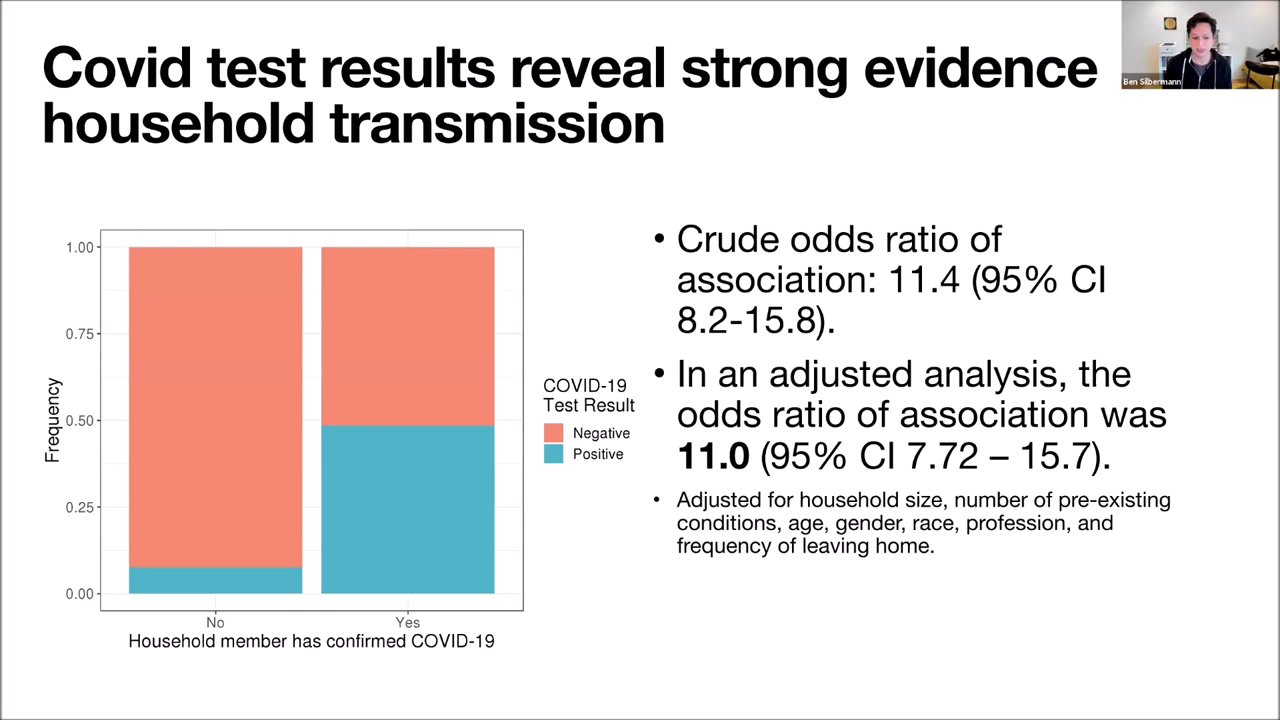 Covid test results reveal strong evidence
household transmission
Ben Silbermann
1.00
0.75
0.50
0.25
0.00
Frequency
No
Yes
Household member has confirmed COVID-19
COVID-19
Test Result
Negative
Positive
• Crude odds ratio of
association: 11.4 (95% CI
8.2-15.8).
• In an adjusted analysis, the
odds ratio of association was
11.0 (95% CI 7.72 – 15.7).
• Adjusted for household size, number of pre-existing
conditions, age, gender, race, profession, and
frequency of leaving home.